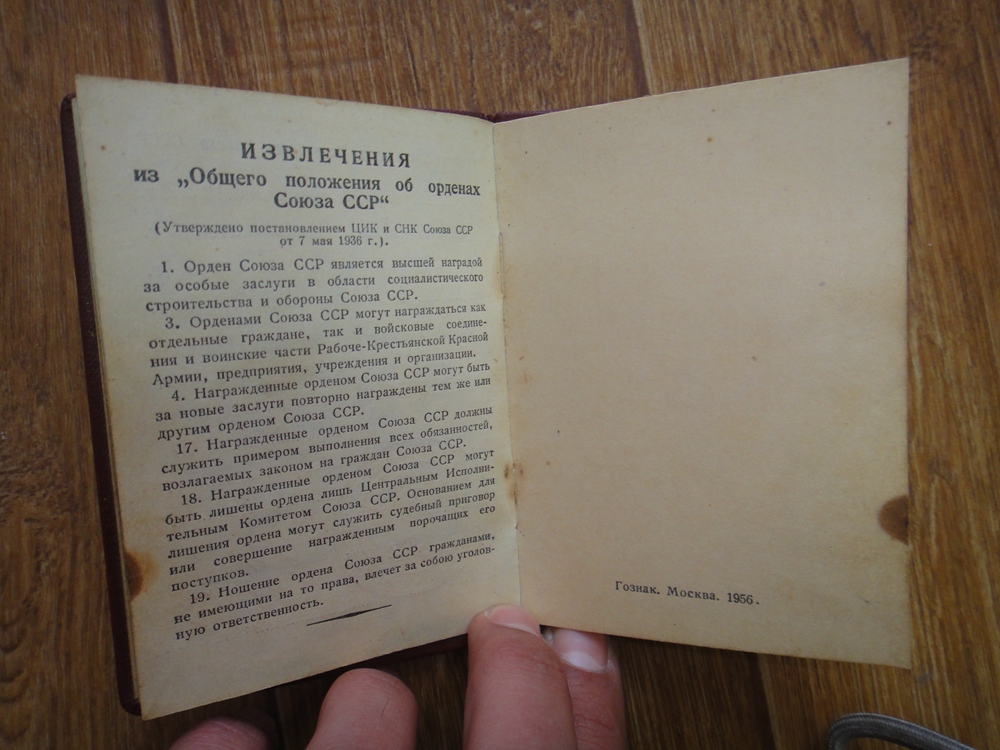 ИЗВЛЕЧЕНИЯ
из „Общего положения об орденах
Союза ССР“
(Утверждено постановлением ЦИК и СНК Союза ССР
от 7 мая 1936 г.).
1. Орден Союза ССР является высшей наградой
за особые заслуги в области социалистического
строительства и обороны Союза ССР.
3. Орденами Союза ССР могут награждаться как
отдельные граждане, так и войсковые соедине-
ния и воинские части Рабоче-Крестьянской Красной
Армии, предприятия, учреждения и организации.
4. Награжденные орденом Союза ССР могут быть
за новые заслуги повторно награждены тем же или
другим орденом Союза ССР.
17. Награжденные орденом Союза ССР должны
служить примером выполнения всех обязанностей,
возлагаемых законом на граждан Союза ССР.
18. Награжденные орденом Союза ССР могут
быть лишены ордена лишь Центральным Исполни-
тельным Комитетом Союза ССР. Основанием для
лишения ордена могут служить судебный приговор
или совершение награжденным порочащих его
поступков.
19. Ношение ордена Союза ССР гражданами,
не имеющими на то права, влечет за собою уголов-
ную ответственность.
Гознак. Москва. 1956.